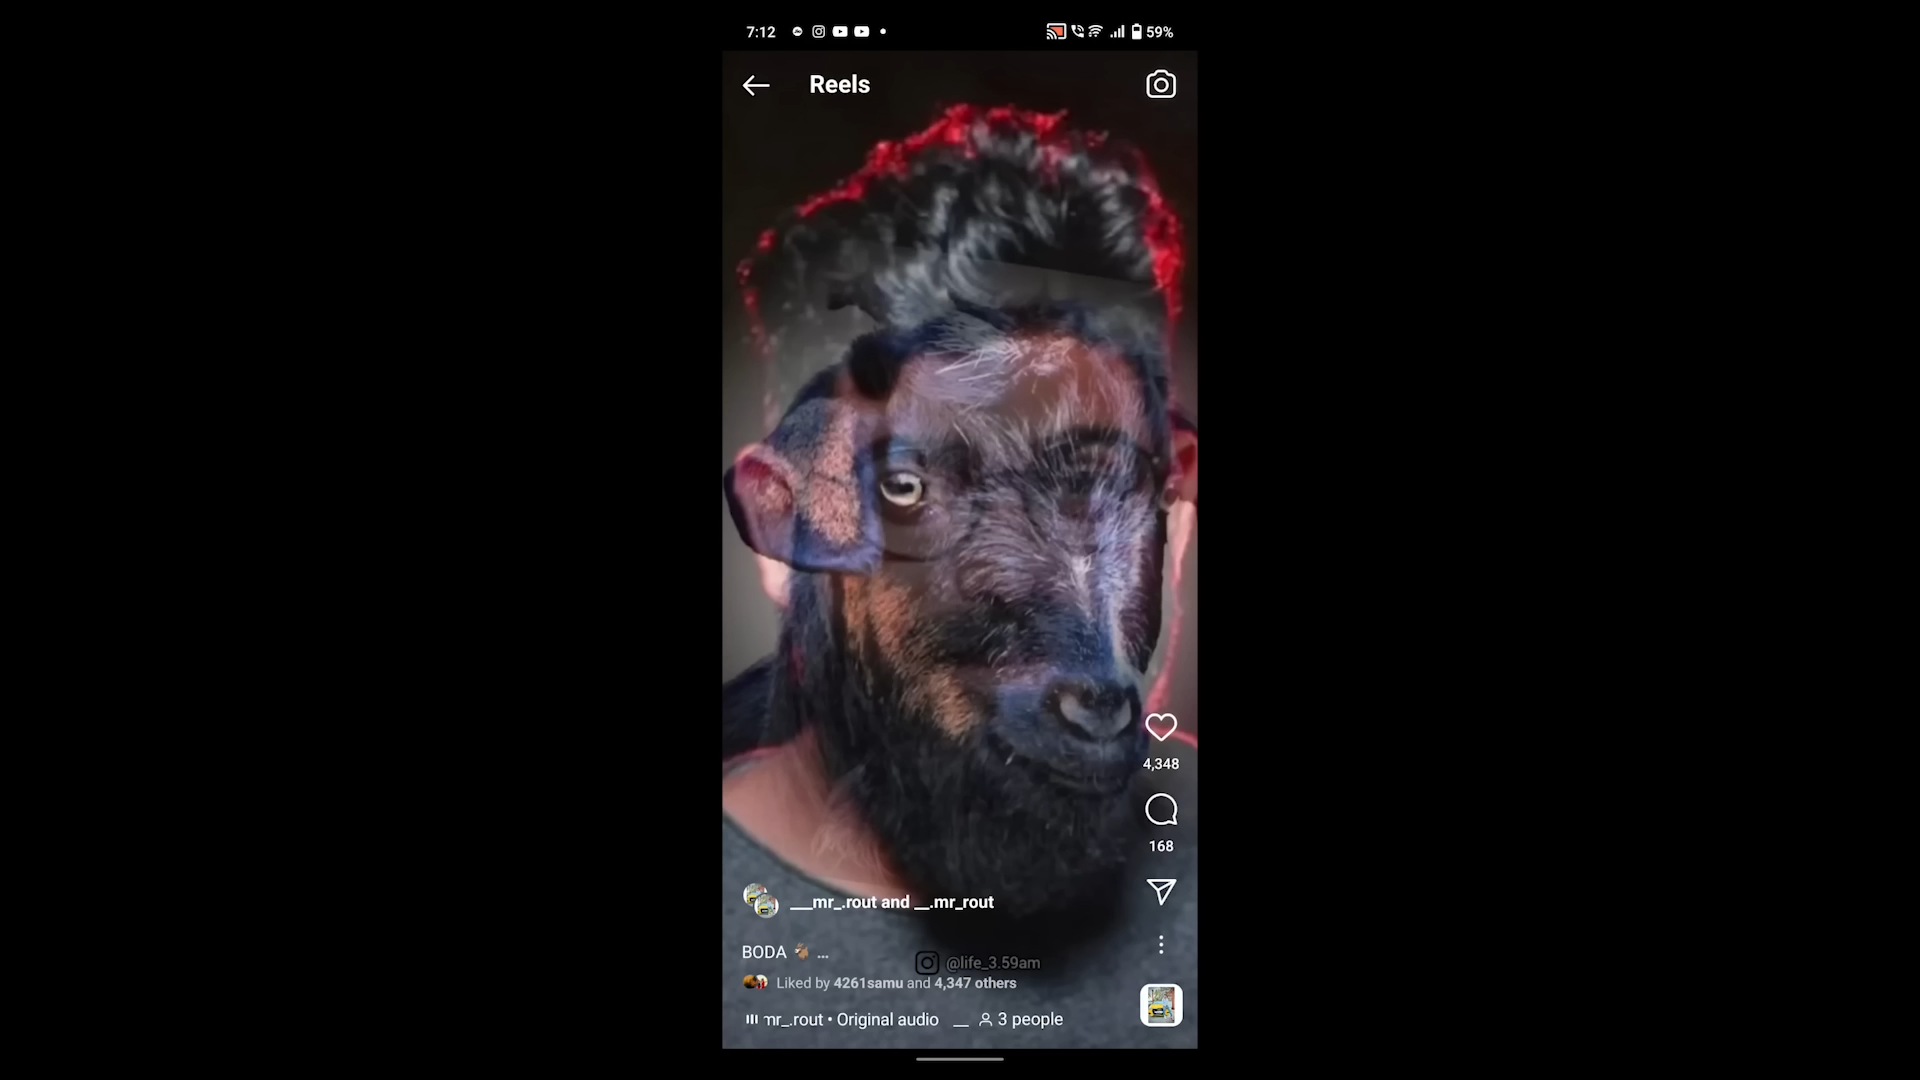 7:12
59%
Reels
4,348
168
___mr_.rout and __.mr_rout
BODA 🐐 ...
@life_3.59am
Liked by 4261samu and 4,347 others
mr_.rout • Original audio __ 3 people